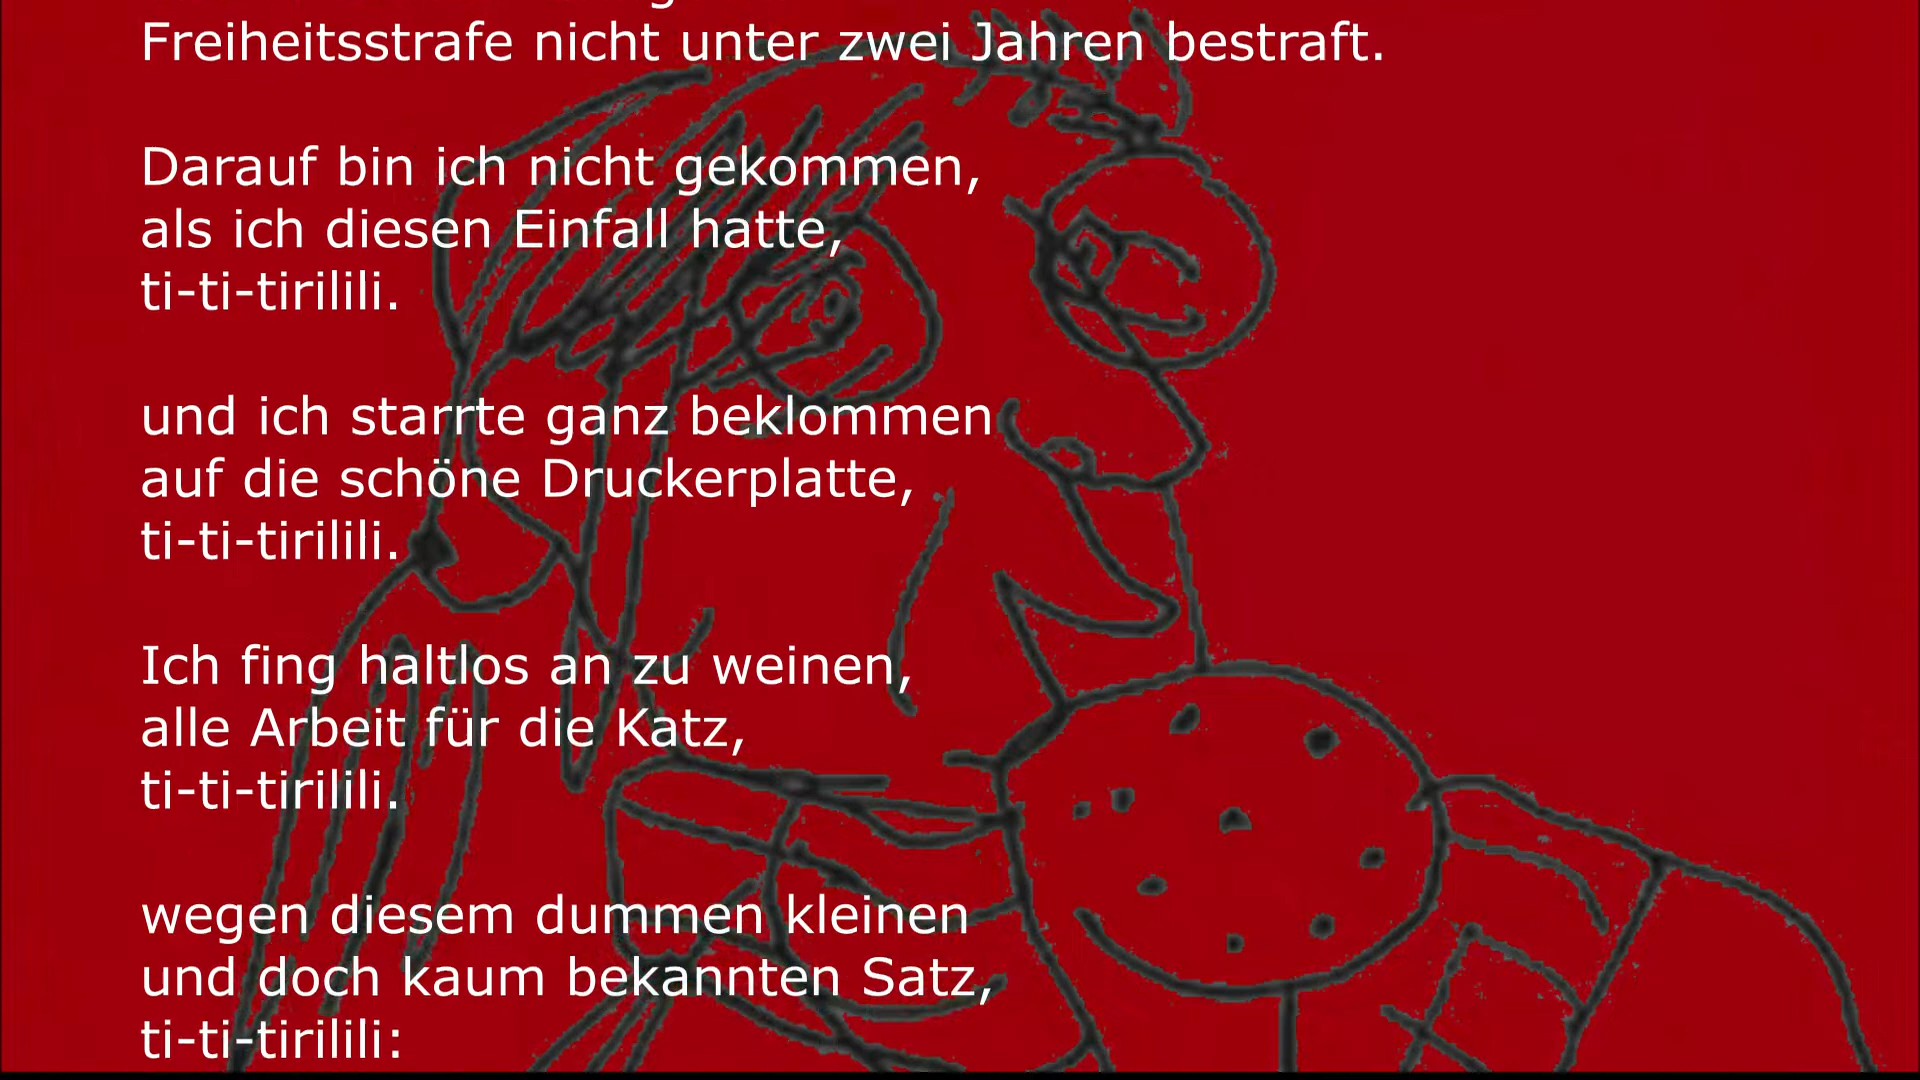 Freiheitsstrafe nicht unter zwei Jahren bestraft.
Darauf bin ich nicht gekommen,
als ich diesen Einfall hatte,
ti-ti-tirilili.
und ich starrte ganz beklommen
auf die schöne Druckerplatte,
ti-ti-tirilili.
Ich fing haltlos an zu weinen,
alle Arbeit für die Katz,
ti-ti-tirilili.
wegen diesem dummen kleinen
und doch kaum bekannten Satz,
ti-ti-tirilili: